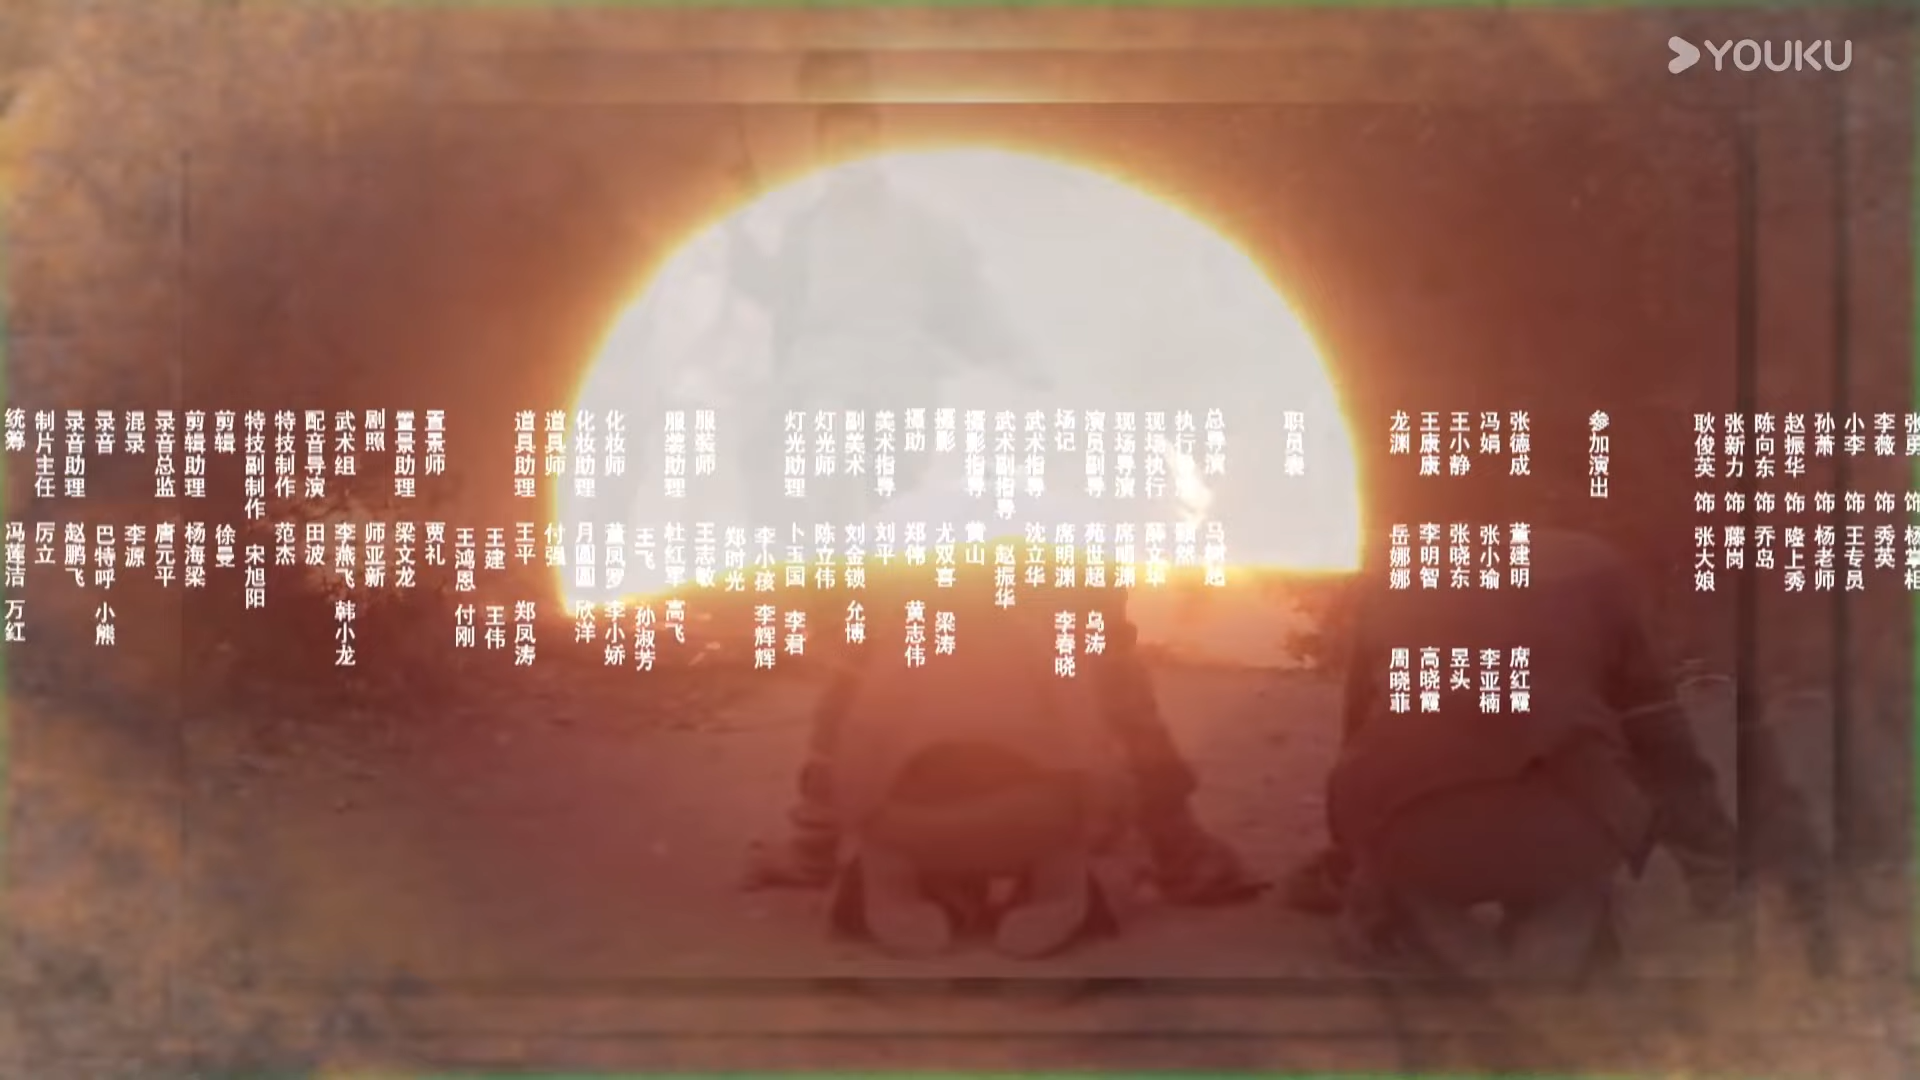 YOUKU
李薇 饰 秀英
小李 饰 王专员
孙萧 饰 杨老师
赵振华 饰 隆上秀
陈向东 饰 乔岛
张新力 饰 藤岗
耿俊英 饰 张大娘
参加演出
张德成 董建明 席红霞
冯娟 张小瑜 李亚楠
王小静 张晓东 昱头
王康康 李明智 高晓霞
龙渊 岳娜娜 周晓菲
职员表
总导演 马树超
执行
现场执行 薛文华
现场导演 席明渊
演员副导 苑世超 乌涛
场记 席明渊 李春晓
武术指导 沈立华
武术副指导 赵振华
摄影指导 黄山
摄影 尤双喜 梁涛
摄助 郑伟 黄志伟
美术指导 刘平
副美术 刘金锁 允博
灯光师 陈立伟
灯光助理 卜玉国 李君
李小孩 李辉辉
郑时光
服装师 王志敏
服装助理 杜红军 高飞
王飞 孙淑芳
化妆师 董凤罗 李小娇
化妆助理 月圆圆 欣洋
道具师 付强
道具助理 王平 郑凤涛
王建 王伟
王鸿恩 付刚
置景师 贾礼
置景助理 梁文龙
剧照 师亚新
武术组 李燕飞 韩小龙
配音导演 田波
特技制作 范杰
特技副制作 宋旭阳
剪辑 徐曼
剪辑助理 杨海梁
录音总监 唐元平
混录 李源
录音 巴特呼 小熊
录音助理 赵鹏飞
制片主任 厉立
统筹 冯莲洁 万红